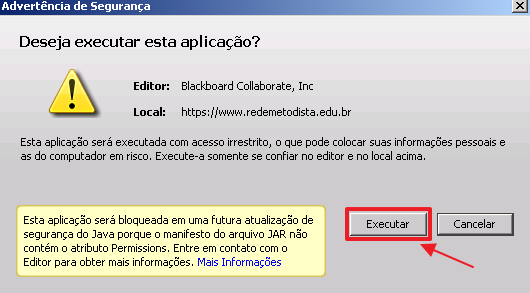 Advertência de Segurança
Deseja executar esta aplicação?
Editor: Blackboard Collaborate, Inc
Local: https://www.redemetodista.edu.br
Esta aplicação será executada com acesso irrestrito, o que pode colocar suas informações pessoais e
as do computador em risco. Execute-a somente se confiar no editor e no local acima.
Esta aplicação será bloqueada em uma futura atualização de
segurança do Java porque o manifesto do arquivo JAR não
contém o atributo Permissions. Entre em contato com o
Editor para obter mais informações. Mais Informações
Executar
Cancelar